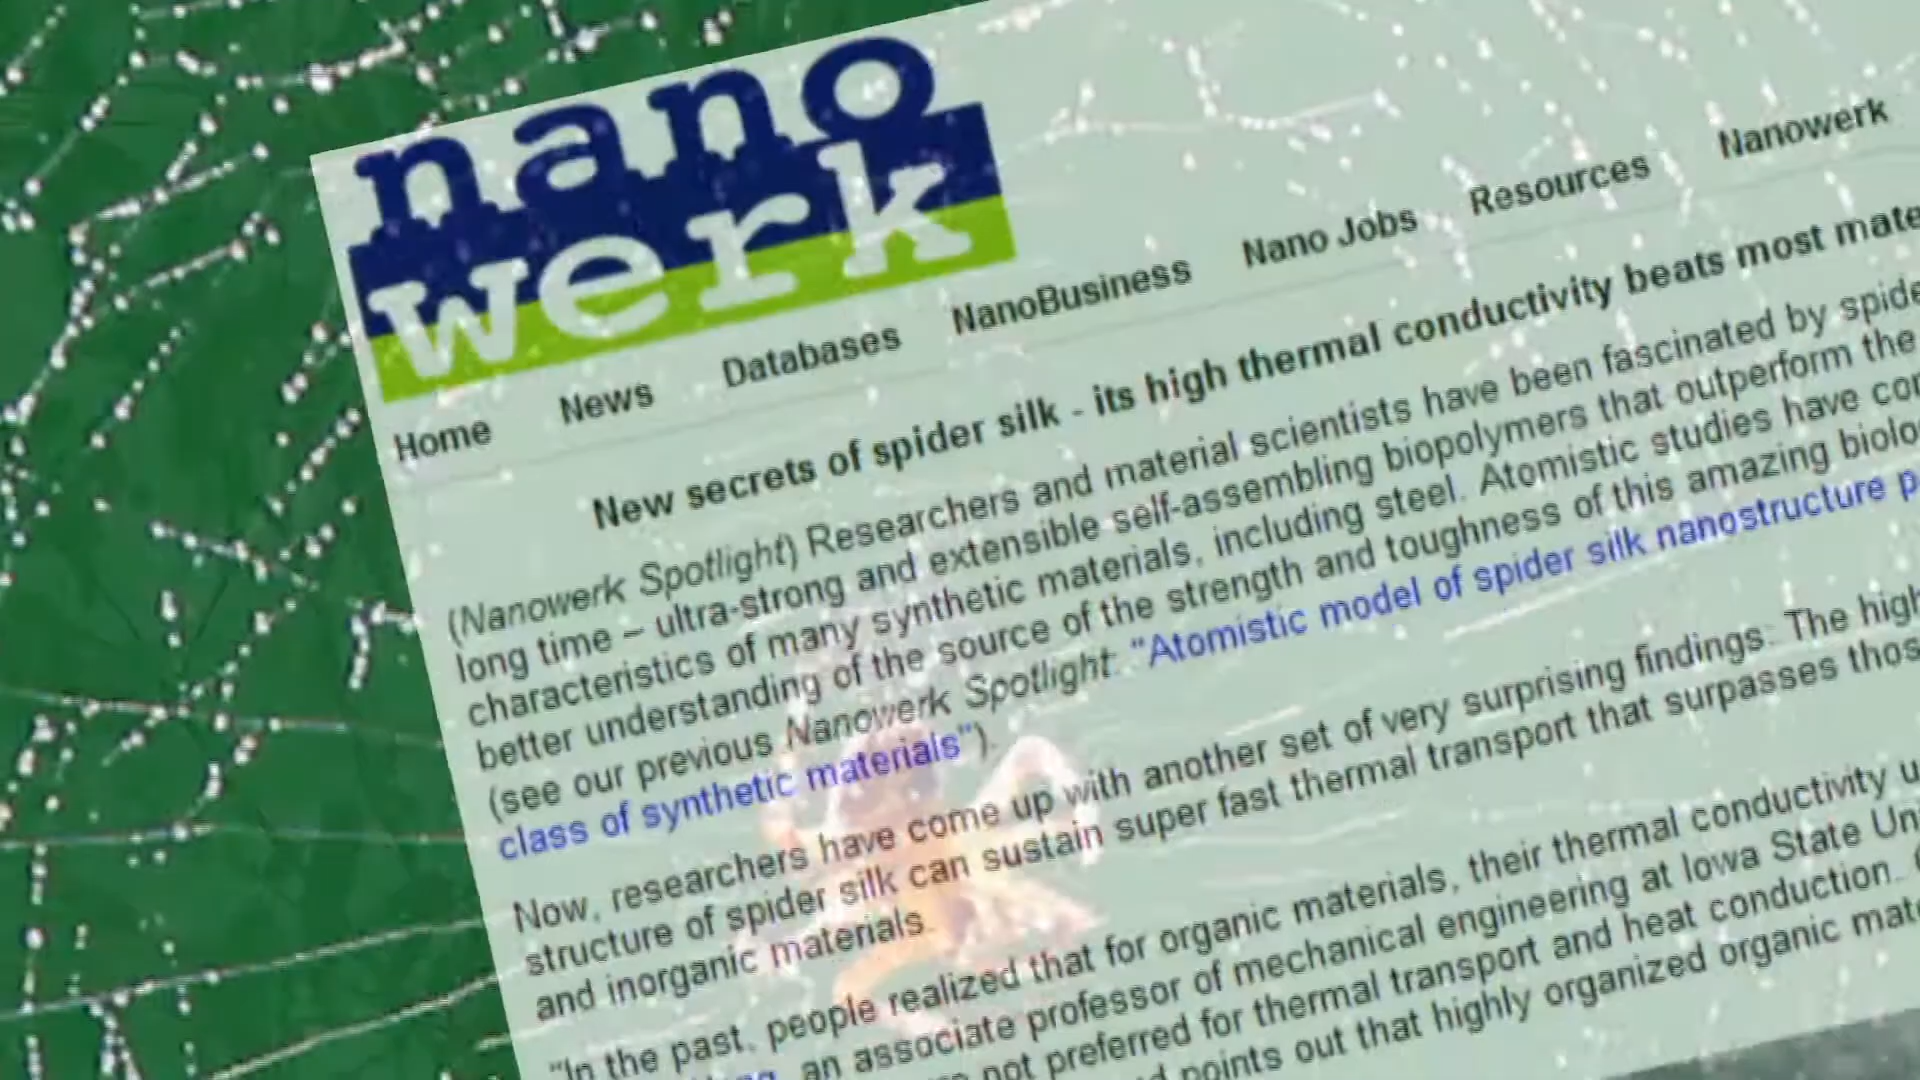 nano
werk
Home News Databases NanoBusiness Nano Jobs Resources Nanowerk
New secrets of spider silk - its high thermal conductivity beats most
(Nanowerk Spotlight) Researchers and material scientists have been fascinated by
long time – ultra-strong and extensible self-assembling biopolymers that outperform the
characteristics of many synthetic materials, including steel. Atomistic studies have
better understanding of the source of the strength and toughness of this amazing
(see our previous Nanowerk Spotlight: "Atomistic model of spider silk nanostructure
class of synthetic materials").
Now, researchers have come up with another set of very surprising findings: The
structure of spider silk can sustain super fast thermal transport that surpasses
and inorganic materials.
"In the past, people realized that for organic materials, their thermal conductivity
an associate professor of mechanical engineering at Iowa State
not preferred for thermal transport and heat conduction.
points out that highly organized organic